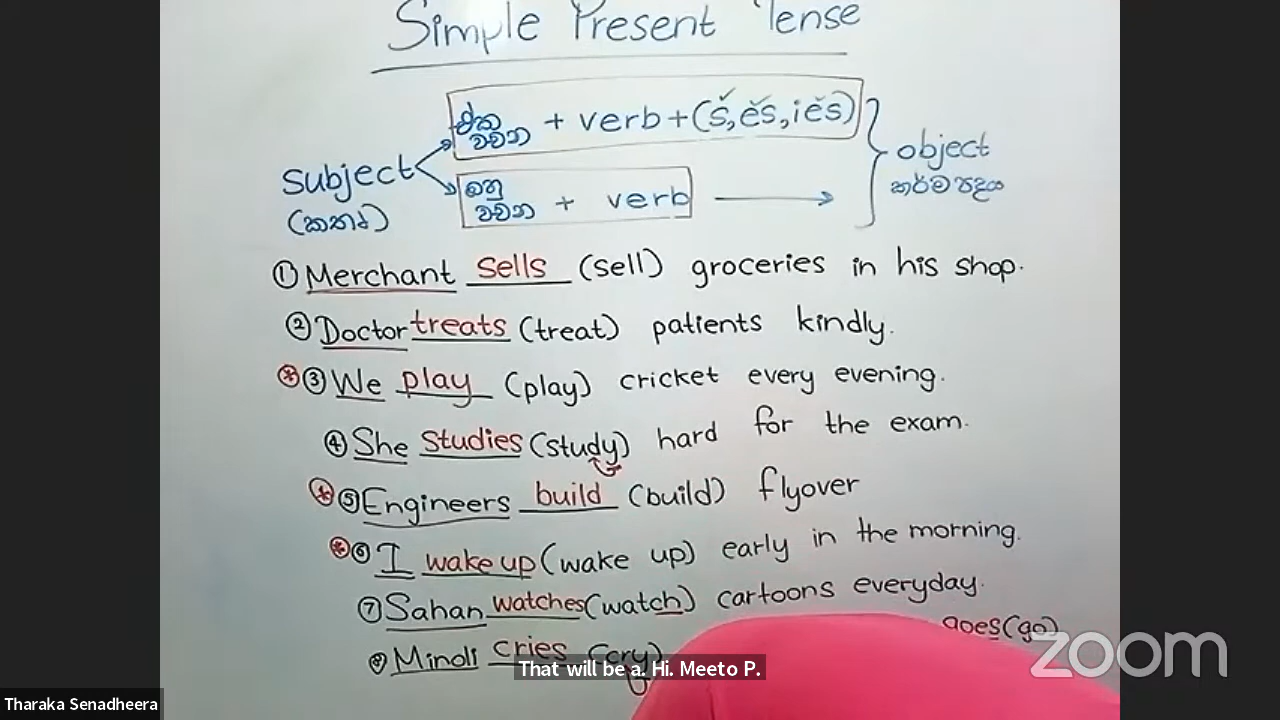 Simple Present Tense
ඒක වචන + verb + (s, es, ies)
subject
(කතෘ)
object
කර්ම පදය
බහු වචන + verb
① Merchant sells (sell) groceries in his shop.
② Doctor treats (treat) patients kindly.
* ③ We play (play) cricket every evening.
④ She studies (study) hard for the exam.
* ⑤ Engineers build (build) flyover
* ⑥ I wake up (wake up) early in the morning.
⑦ Sahan watches (watch) cartoons everyday.
goes (go)
⑧ Minoli cries (cry)
That will be a. Hi. Meeto P.
zoom
Tharaka Senadheera